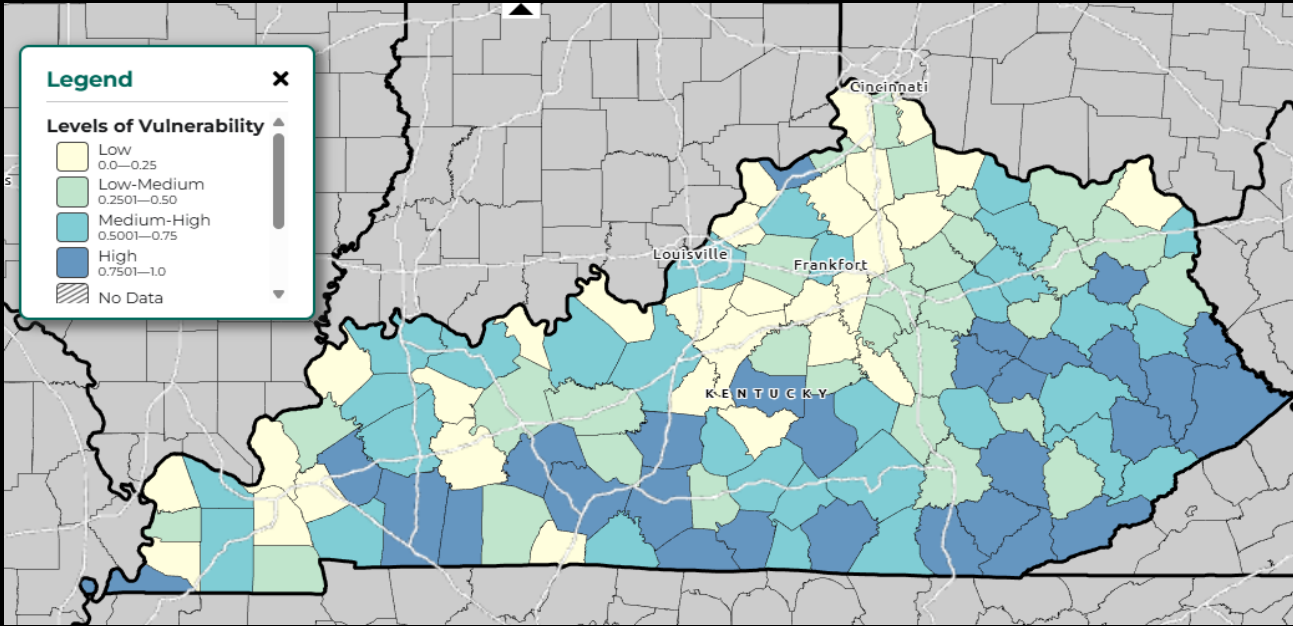 Legend
Levels of Vulnerability
Low
0.0—0.25
Low-Medium
0.2501—0.50
Medium-High
0.5001—0.75
High
0.7501—1.0
No Data
s
Cincinnati
Louisville
Frankfort
KENTUCKY